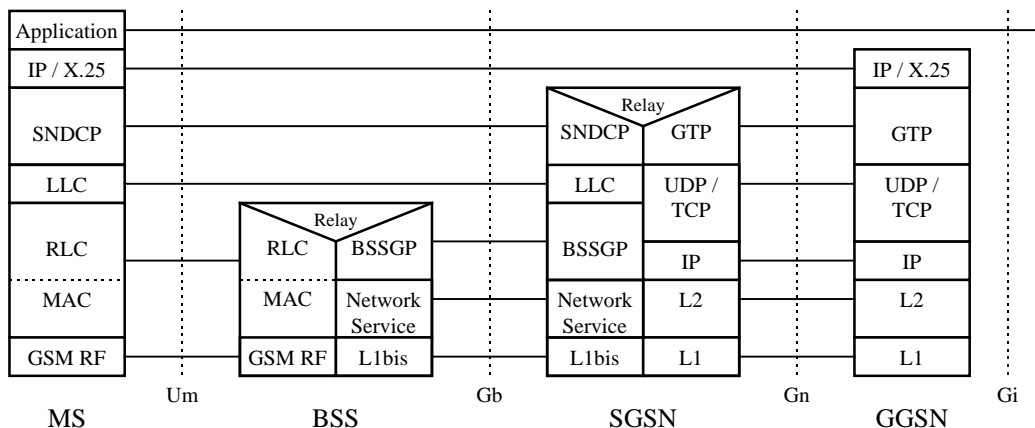 Application
IP / X.25
IP / X.25
Relay
SNDCP
SNDCP
GTP
GTP
LLC
LLC
UDP /
TCP
UDP /
TCP
Relay
RLC
RLC
BSSGP
BSSGP
IP
IP
MAC
MAC
Network
Service
Network
Service
L2
L2
GSM RF
GSM RF
L1bis
L1bis
L1
L1
Um
Gb
Gn
Gi
MS
BSS
SGSN
GGSN